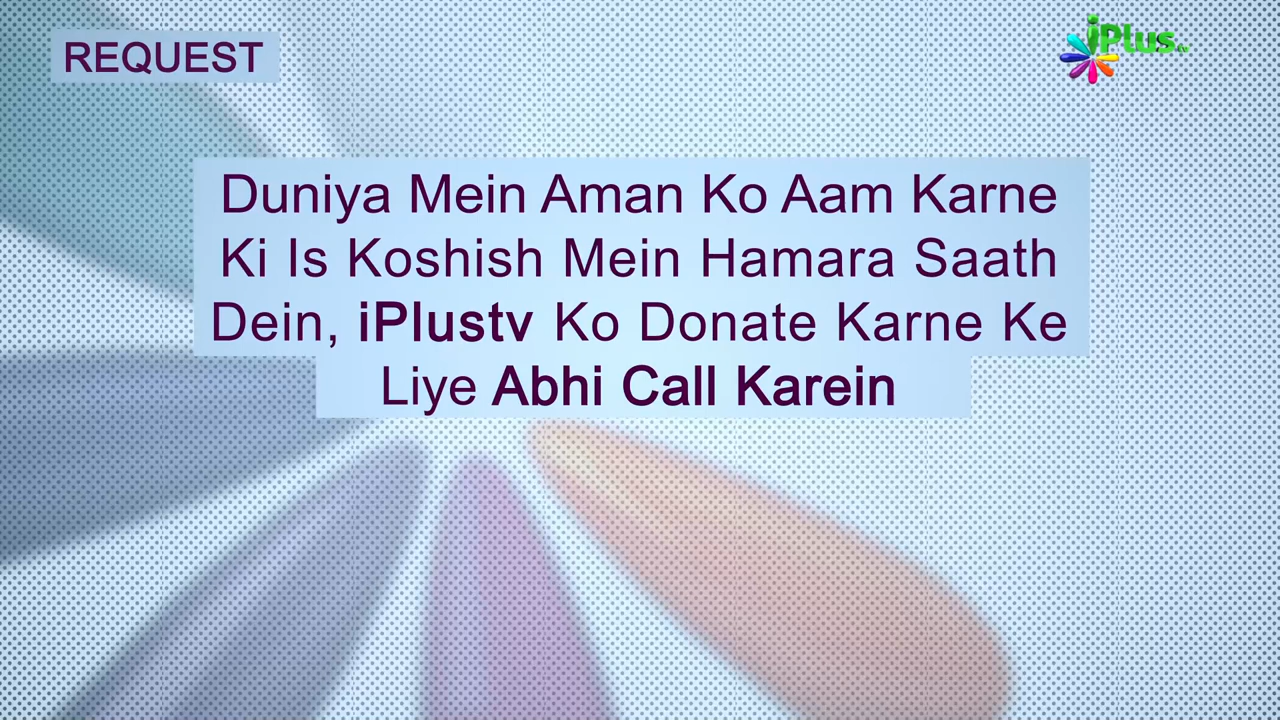 REQUEST
iPlus tv
Duniya Mein Aman Ko Aam Karne
Ki Is Koshish Mein Hamara Saath
Dein, iPlustv Ko Donate Karne Ke
Liye Abhi Call Karein